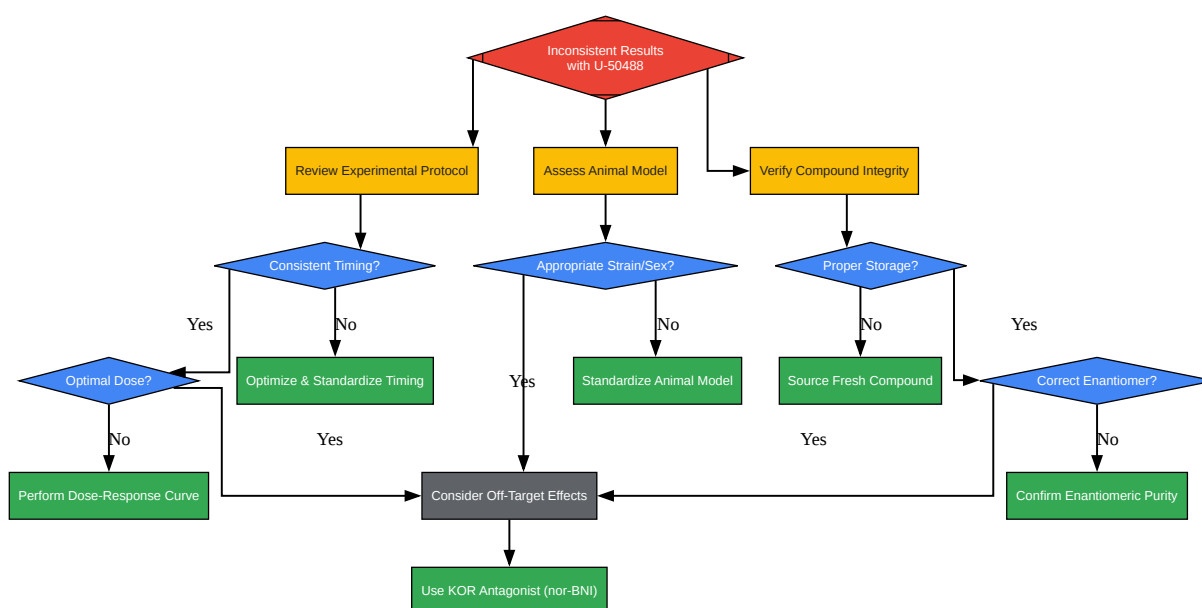 Inconsistent Results
with U-50488
Review Experimental Protocol
Assess Animal Model
Verify Compound Integrity
Consistent Timing?
Appropriate Strain/Sex?
Proper Storage?
Yes
No
No
No
Yes
Optimal Dose?
Optimize & Standardize Timing
Yes
Standardize Animal Model
Source Fresh Compound
Correct Enantiomer?
No
Yes
Yes
No
Perform Dose-Response Curve
Consider Off-Target Effects
Confirm Enantiomeric Purity
Use KOR Antagonist (nor-BNI)